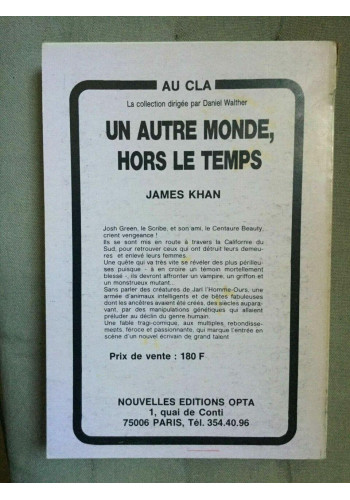 AU CLA
La collection dirigée par Daniel Walther
UN AUTRE MONDE,
HORS LE TEMPS
JAMES KHAN
Josh Green, le Scribe, et son ami, le Centaure Beauty,
crient vengeance !
Ils se sont mis en route à travers la Californie du
Sud, pour retrouver ceux qui ont détruit leurs demeu-
res et enlevé leurs femmes.
Une quête qui va très vite se révéler des plus périlleu-
ses puisque - à en croire un témoin mortellement
blessé -, ils devront affronter un vampire, un griffon et
un monstrueux mutant...
Sans parler des créatures de Jarl l'Homme-Ours, une
armée d'animaux intelligents et de bêtes fabuleuses
dont les ancêtres avaient été créés, des siècles aupara-
vant, par des manipulations génétiques qui allaient
préluder au déclin du genre humain.
Une fable tragi-comique, aux multiples rebondisse-
ments, féroce et passionnante, qui marque l'entrée en
scène d'un nouvel écrivain de grand talent
Prix de vente : 180 F
NOUVELLES EDITIONS OPTA
1, quai de Conti
75006 PARIS, Tél. 354.40.96